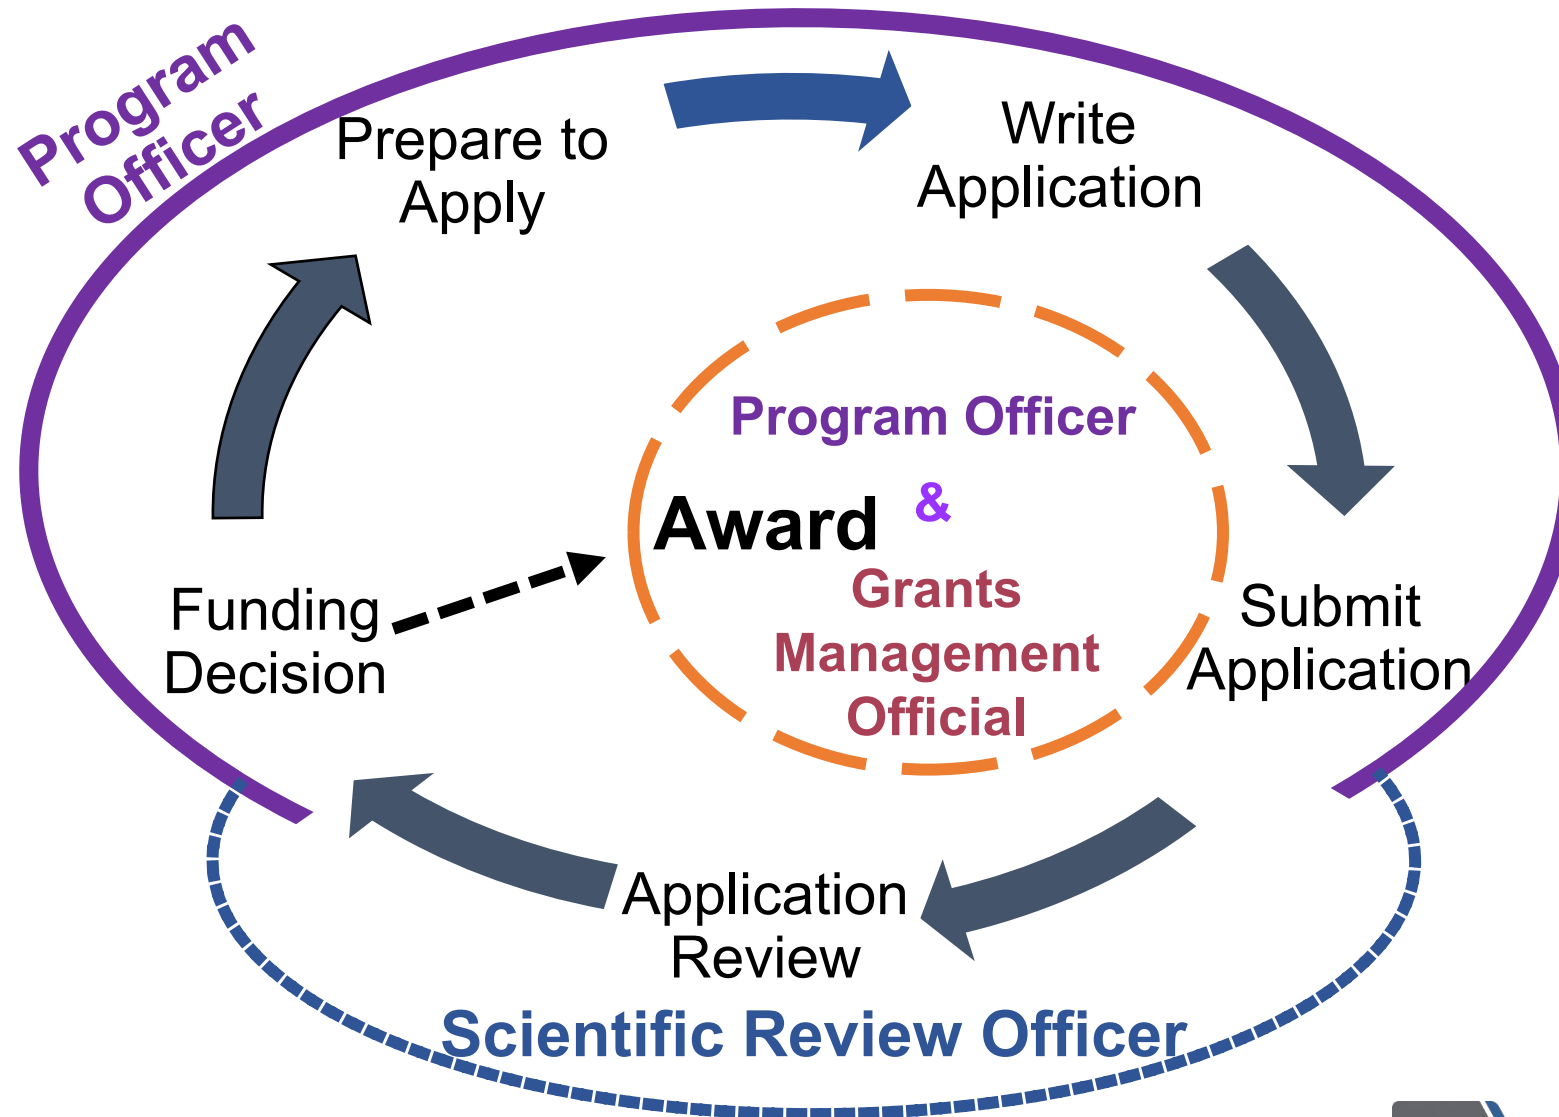 Program
Officer
Prepare to
Apply
Write
Application
Program Officer
&
Award
Grants
Management
Official
Submit
Application
Funding
Decision
Application
Review
Scientific Review Officer